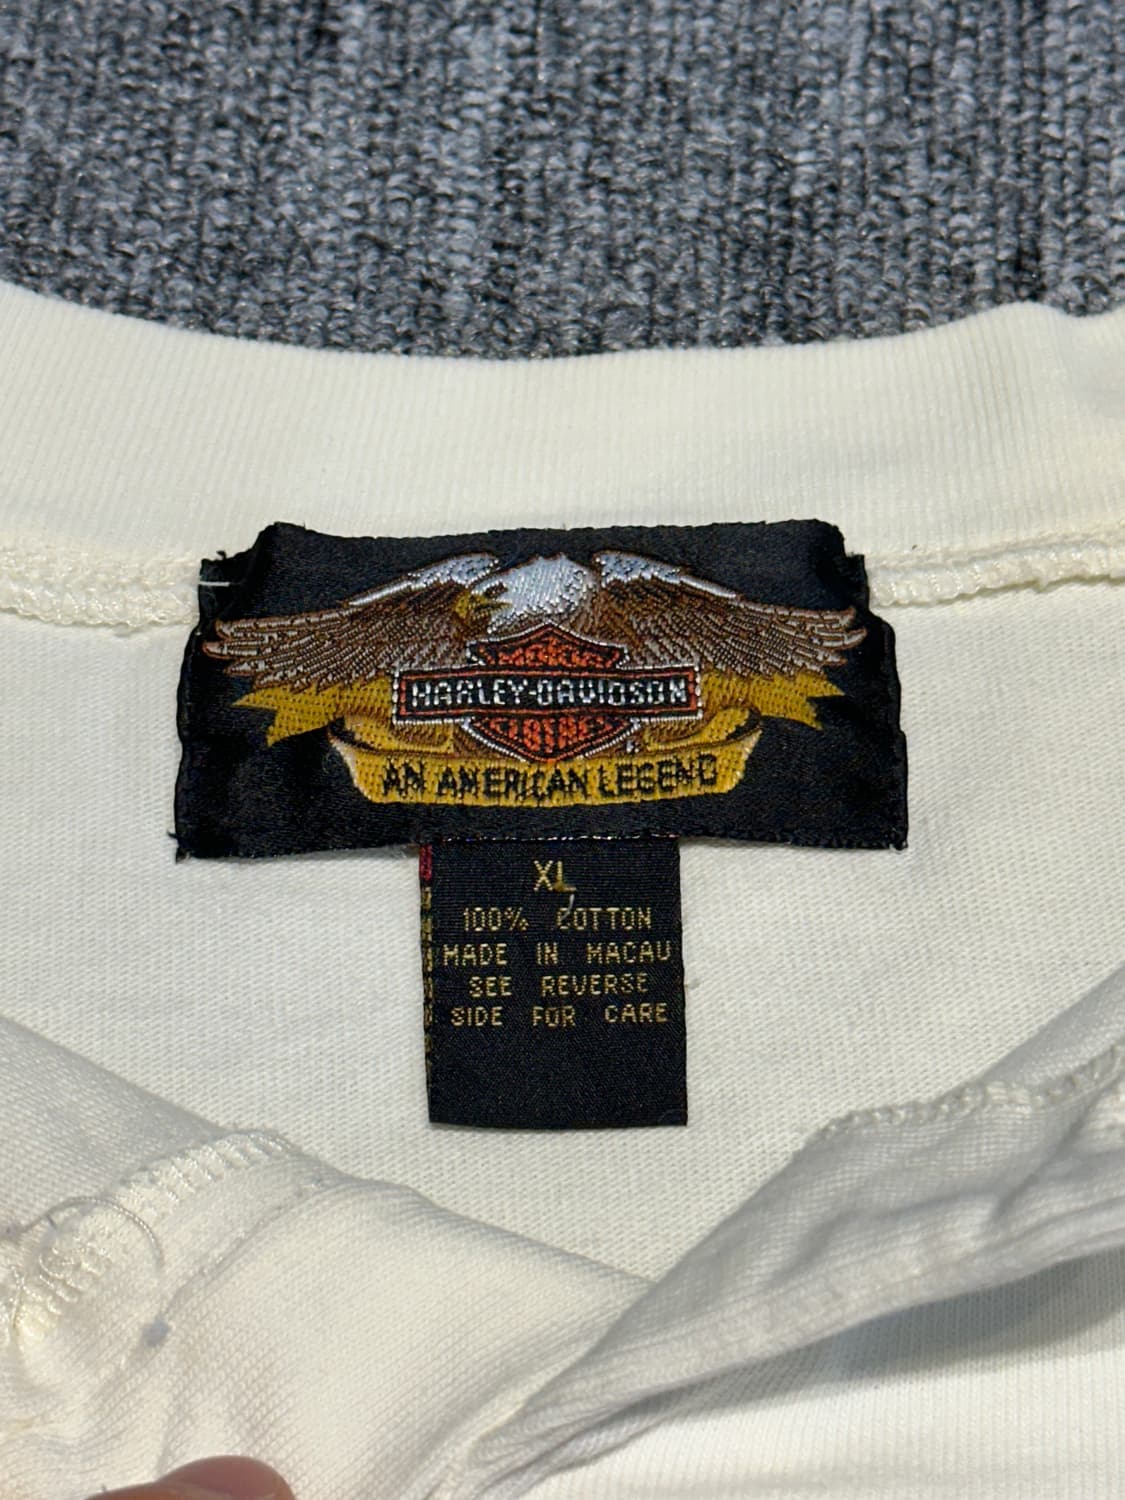 HARLEY-DAVIDSON
AN AMERICAN LEGEND
XL
100% COTTON
MADE IN MACAU
SEE REVERSE
SIDE FOR CARE